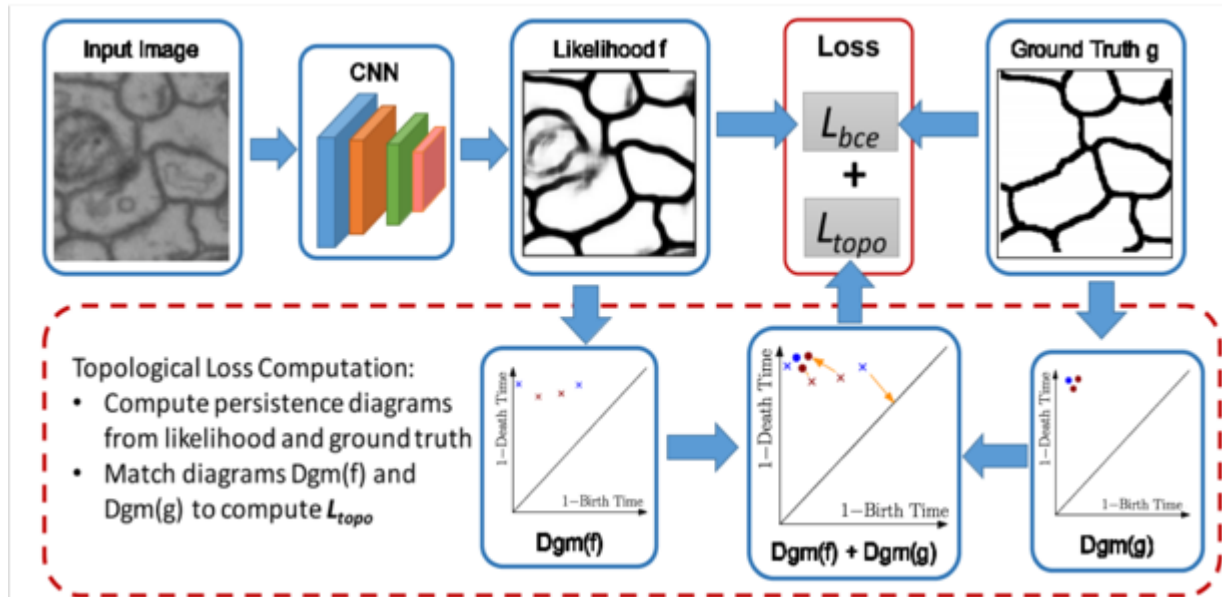 Input Image
CNN
Likelihood f
Loss
Ground Truth g
L_bce
+
L_topo
Topological Loss Computation:
• Compute persistence diagrams
from likelihood and ground truth
• Match diagrams Dgm(f) and
Dgm(g) to compute L_topo
1−Death Time
1−Birth Time
Dgm(f)
1−Death Time
1−Birth Time
Dgm(f) + Dgm(g)
1−Death Time
1−Birth Time
Dgm(g)